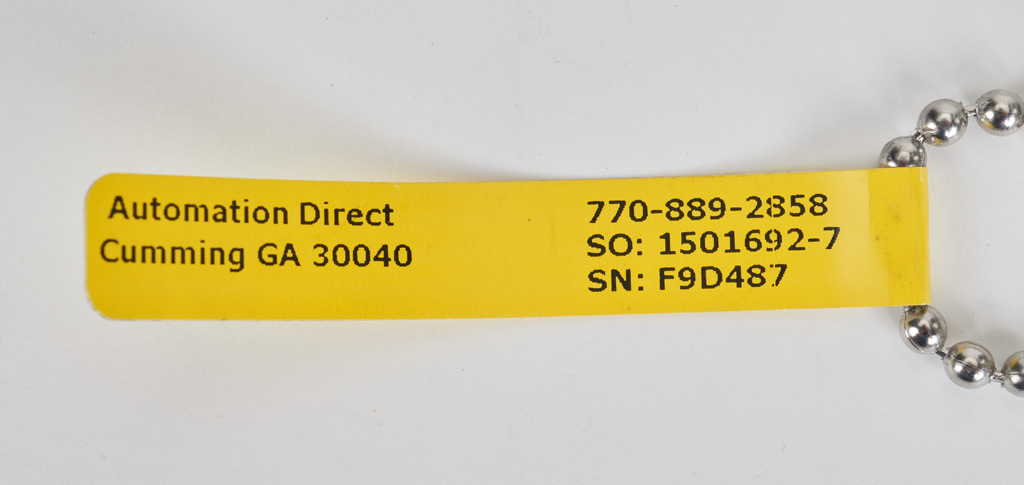 Automation Direct
Cumming GA 30040
770-889-2858
SO: 1501692-7
SN: F9D487